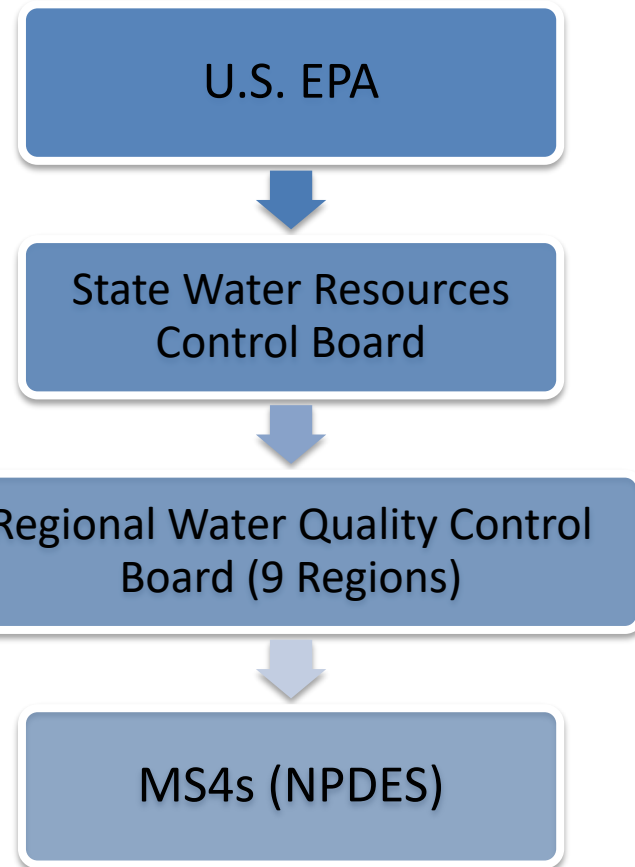 U.S. EPA
State Water Resources
Control Board
Regional Water Quality Control
Board (9 Regions)
MS4s (NPDES)